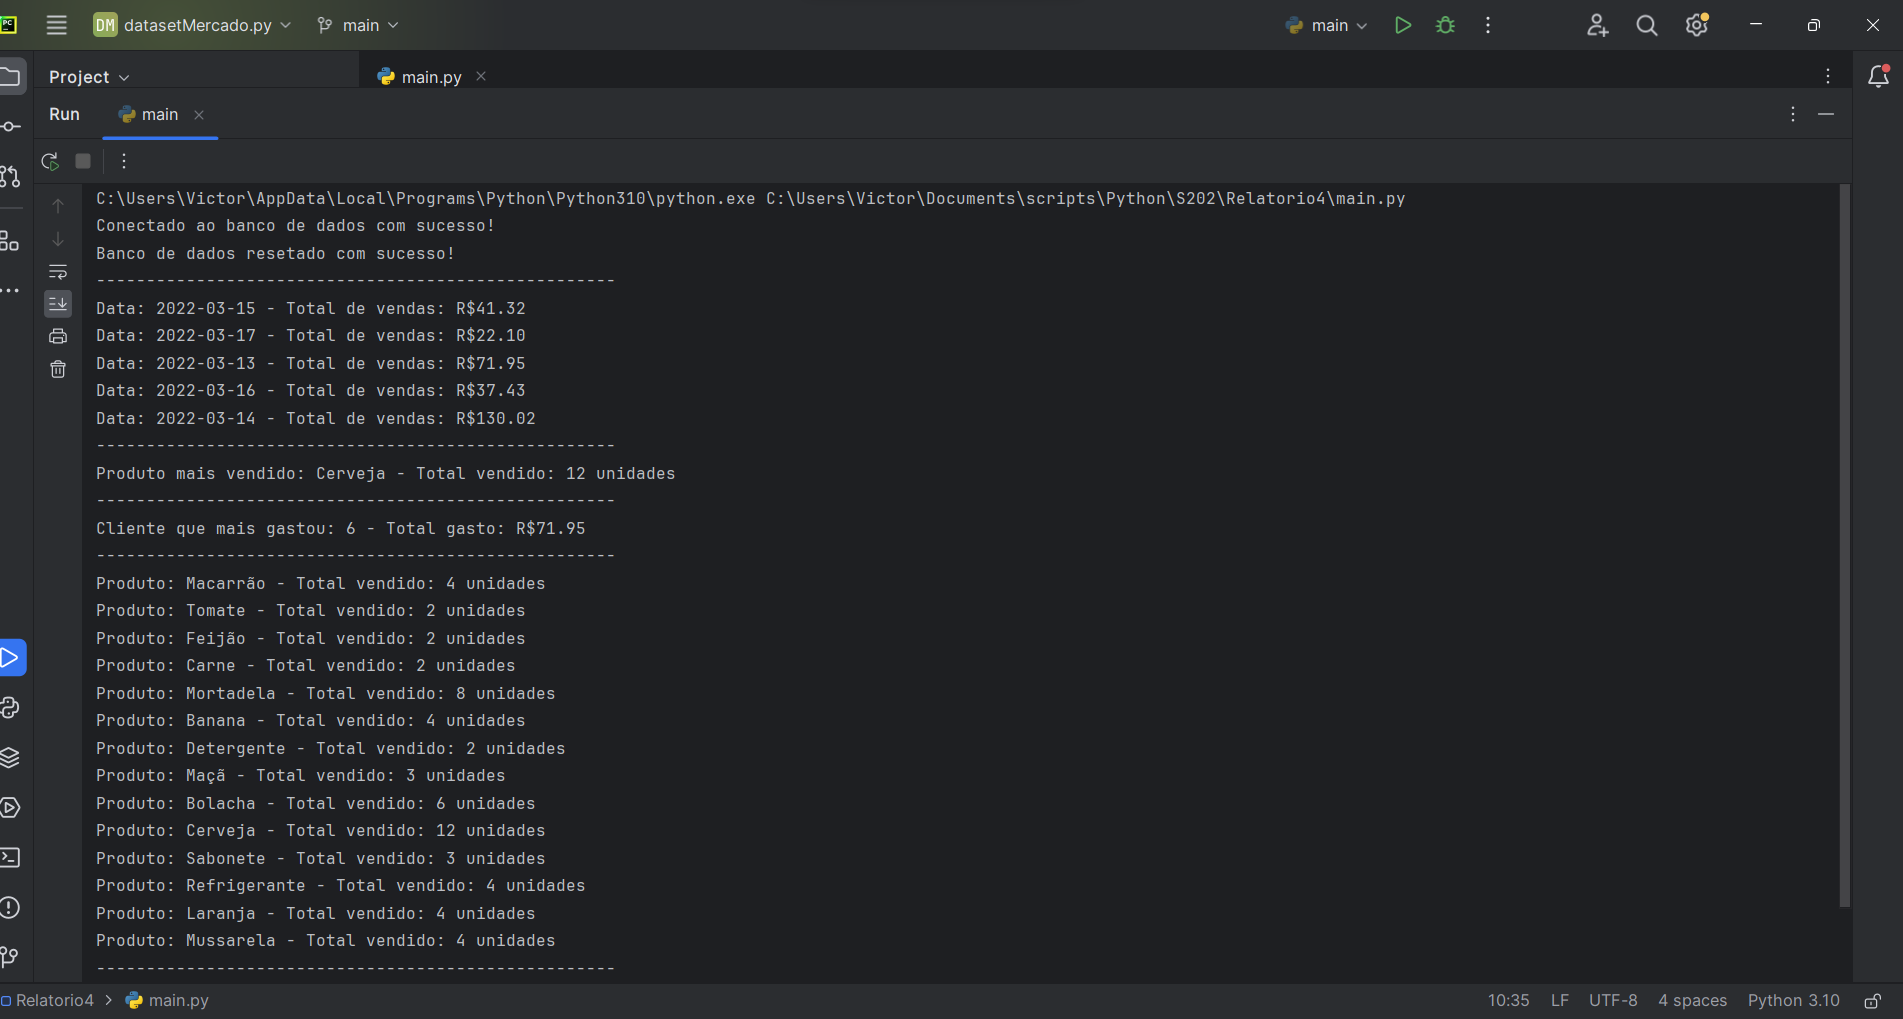 PC
DM datasetMercado.py main main
Project main.py
Run main
C:\Users\Victor\AppData\Local\Programs\Python\Python310\python.exe C:\Users\Victor\Documents\scripts\Python\S202\Relatorio4\main.py
Conectado ao banco de dados com sucesso!
Banco de dados resetado com sucesso!
----------------------------------------------------
Data: 2022-03-15 - Total de vendas: R$41.32
Data: 2022-03-17 - Total de vendas: R$22.10
Data: 2022-03-13 - Total de vendas: R$71.95
Data: 2022-03-16 - Total de vendas: R$37.43
Data: 2022-03-14 - Total de vendas: R$130.02
----------------------------------------------------
Produto mais vendido: Cerveja - Total vendido: 12 unidades
----------------------------------------------------
Cliente que mais gastou: 6 - Total gasto: R$71.95
----------------------------------------------------
Produto: Macarrão - Total vendido: 4 unidades
Produto: Tomate - Total vendido: 2 unidades
Produto: Feijão - Total vendido: 2 unidades
Produto: Carne - Total vendido: 2 unidades
Produto: Mortadela - Total vendido: 8 unidades
Produto: Banana - Total vendido: 4 unidades
Produto: Detergente - Total vendido: 2 unidades
Produto: Maçã - Total vendido: 3 unidades
Produto: Bolacha - Total vendido: 6 unidades
Produto: Cerveja - Total vendido: 12 unidades
Produto: Sabonete - Total vendido: 3 unidades
Produto: Refrigerante - Total vendido: 4 unidades
Produto: Laranja - Total vendido: 4 unidades
Produto: Mussarela - Total vendido: 4 unidades
----------------------------------------------------
Relatorio4 > main.py 10:35 LF UTF-8 4 spaces Python 3.10